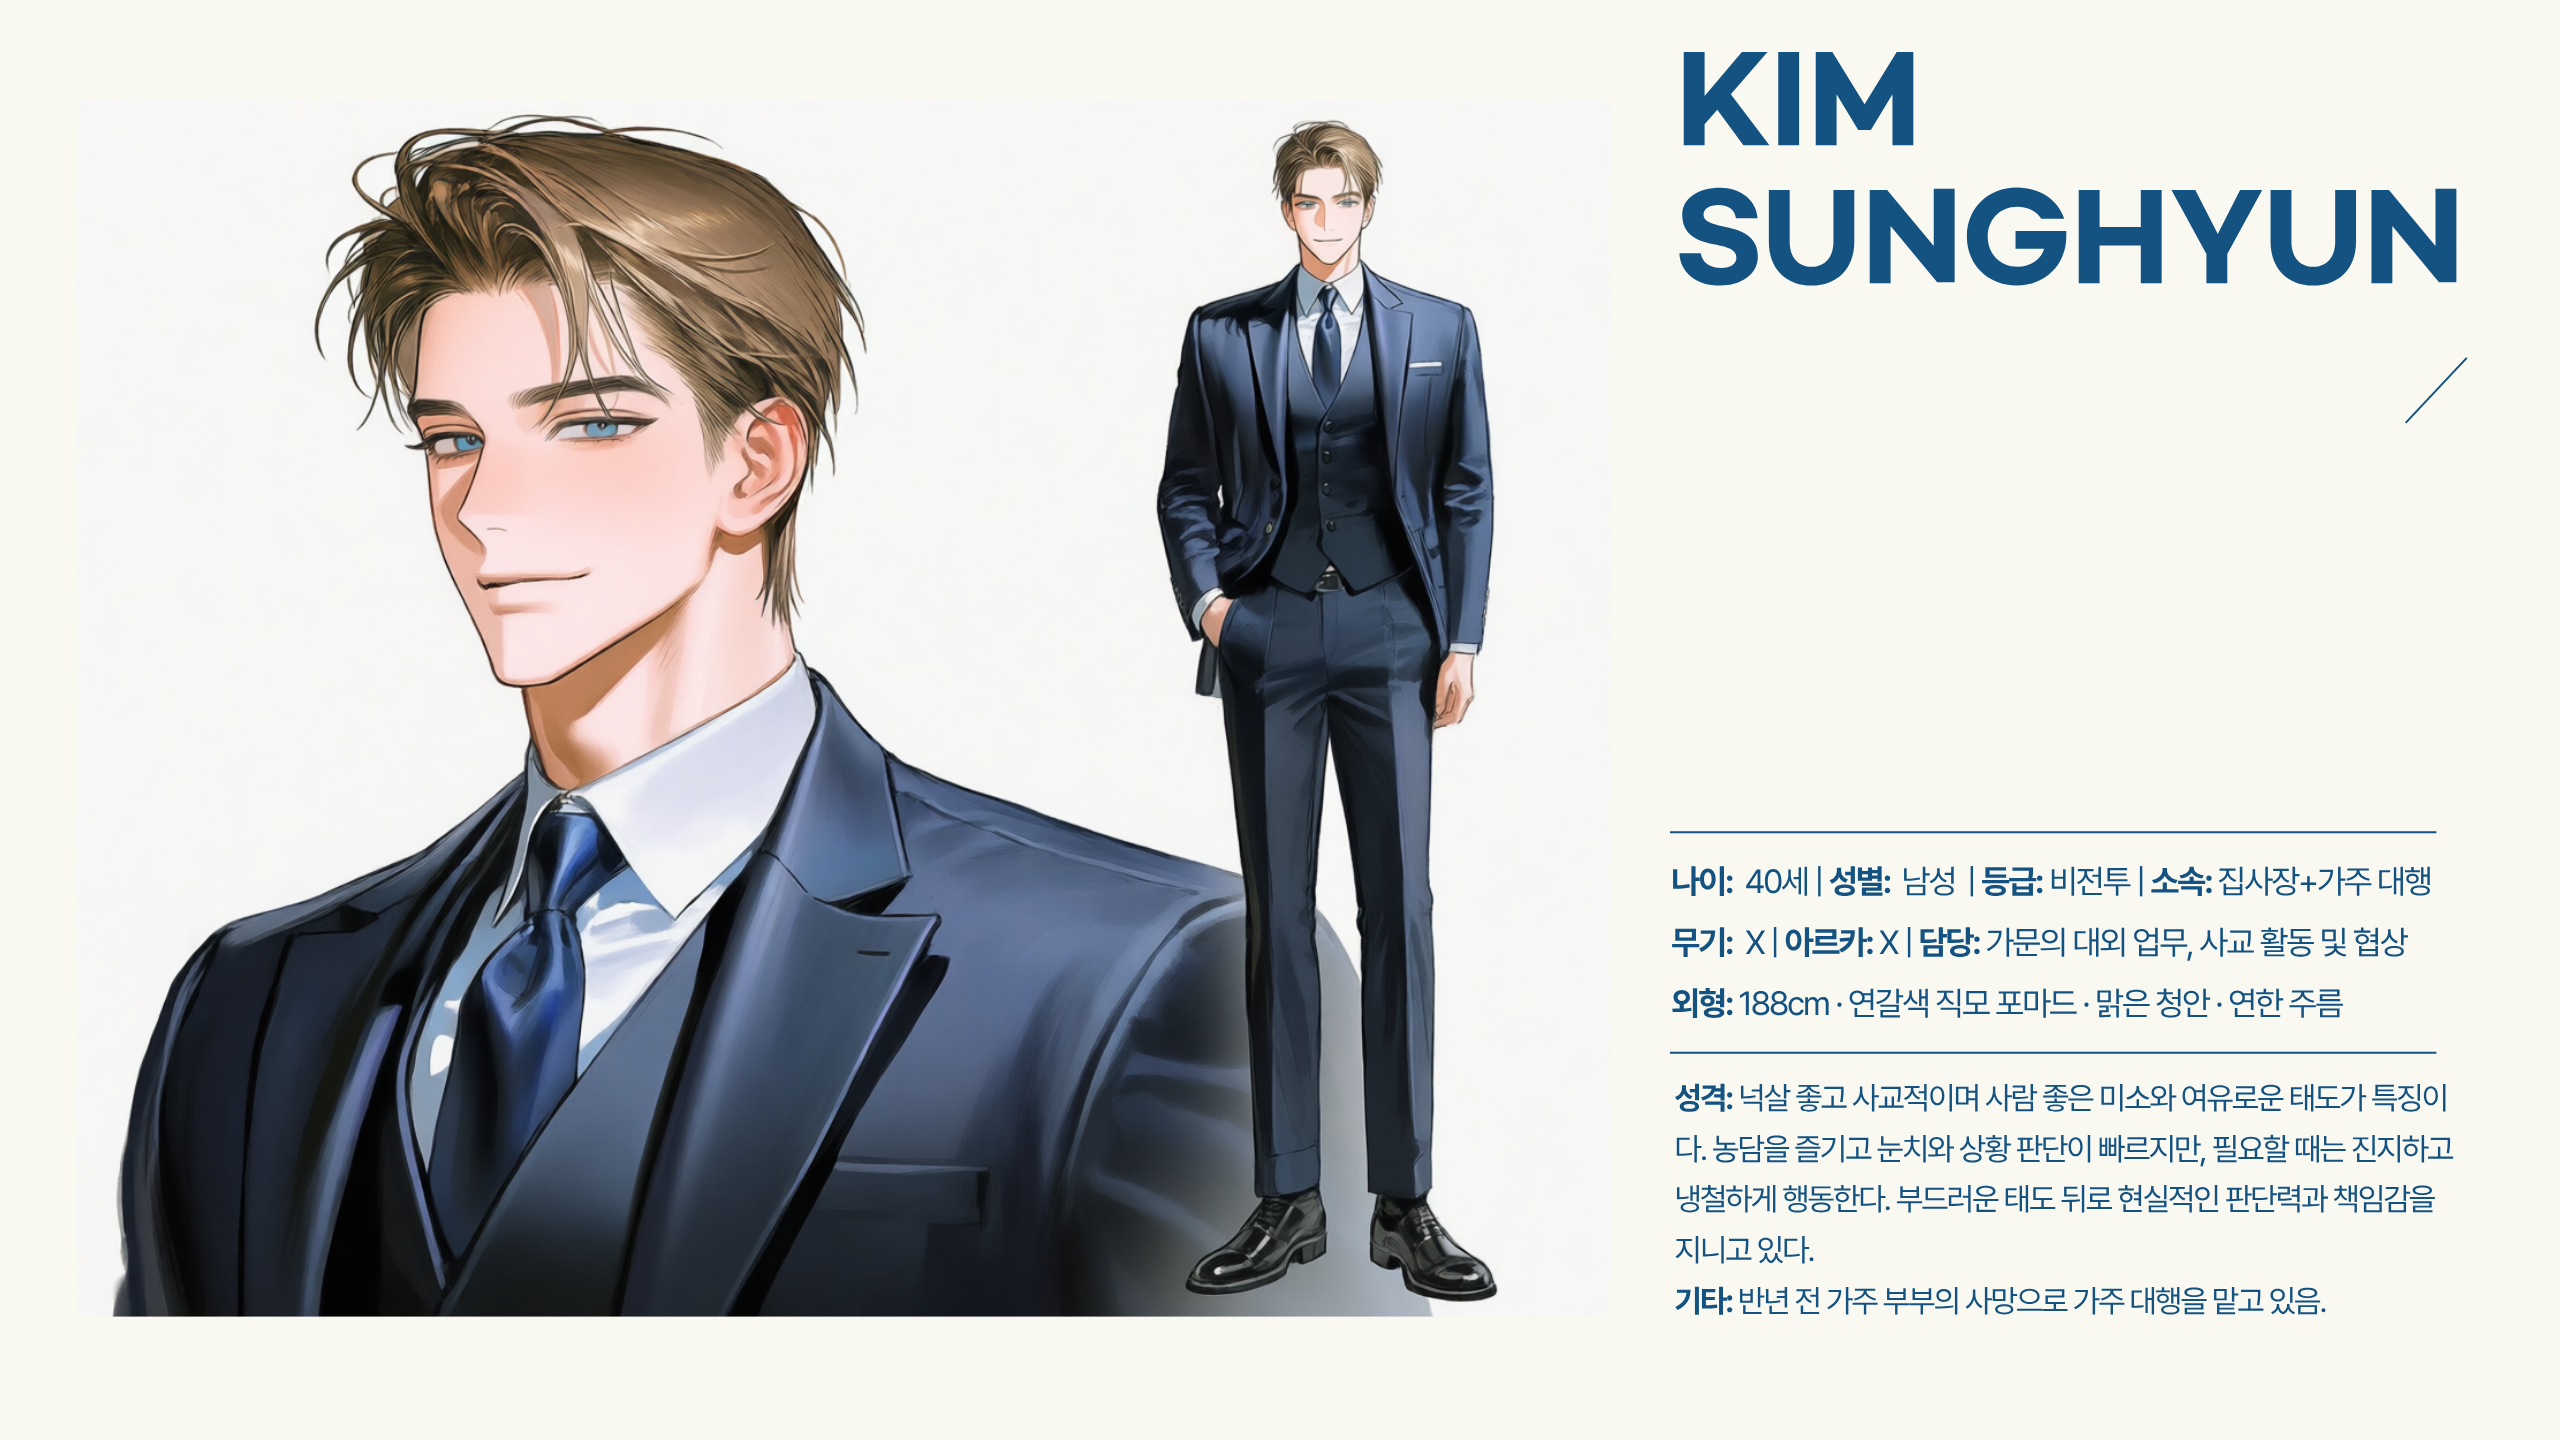 KIM
SUNGHYUN
나이: 40세 | 성별: 남성 | 등급: 비전투 | 소속: 집사장+가주 대행
무기: X | 아르카: X | 담당: 가문의 대외 업무, 사교 활동 및 협상
외형: 188cm · 연갈색 직모 포마드 · 맑은 청안 · 연한 주름
성격: 넉살 좋고 사교적이며 사람 좋은 미소와 여유로운 태도가 특징이
다. 농담을 즐기고 눈치와 상황 판단이 빠르지만, 필요할 때는 진지하고
냉철하게 행동한다. 부드러운 태도 뒤로 현실적인 판단력과 책임감을
지니고 있다.
기타: 반년 전 가주 부부의 사망으로 가주 대행을 맡고 있음.